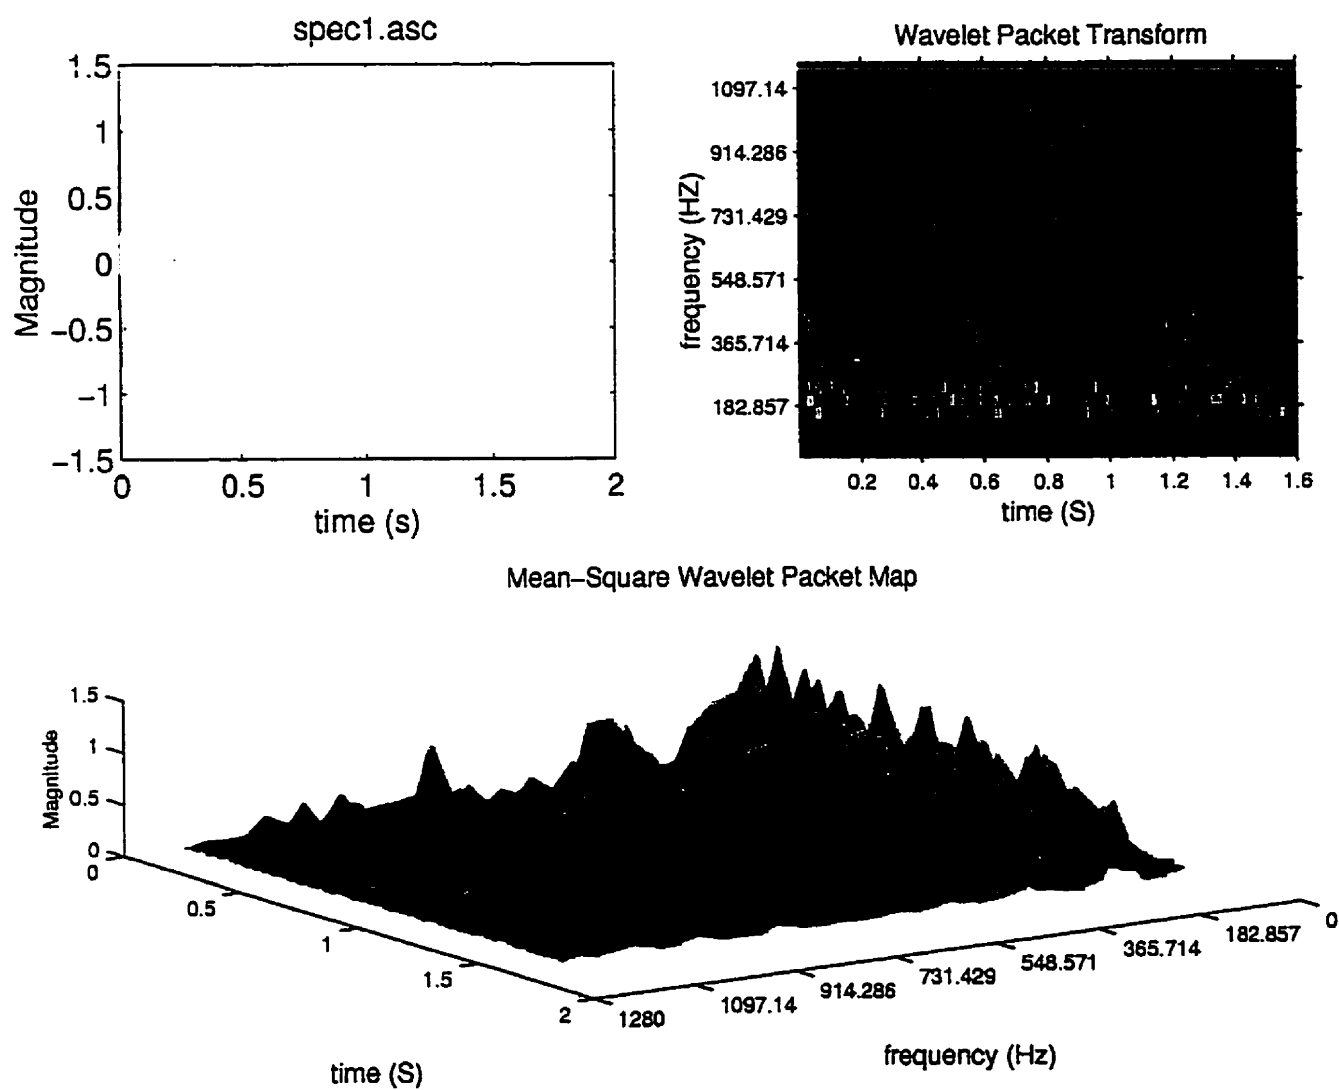 spec1.asc
1.5
1
0.5
0
−0.5
−1
−1.5
Magnitude
0 0.5 1 1.5 2
time (s)
Wavelet Packet Transform
1097.14
914.286
731.429
548.571
365.714
182.857
frequency (HZ)
0.2 0.4 0.6 0.8 1 1.2 1.4 1.6
time (S)
Mean−Square Wavelet Packet Map
1.5
1
0.5
0
Magnitude
0
0.5
1
1.5
2
time (S)
1280
1097.14
914.286
731.429
548.571
365.714
182.857
0
frequency (Hz)